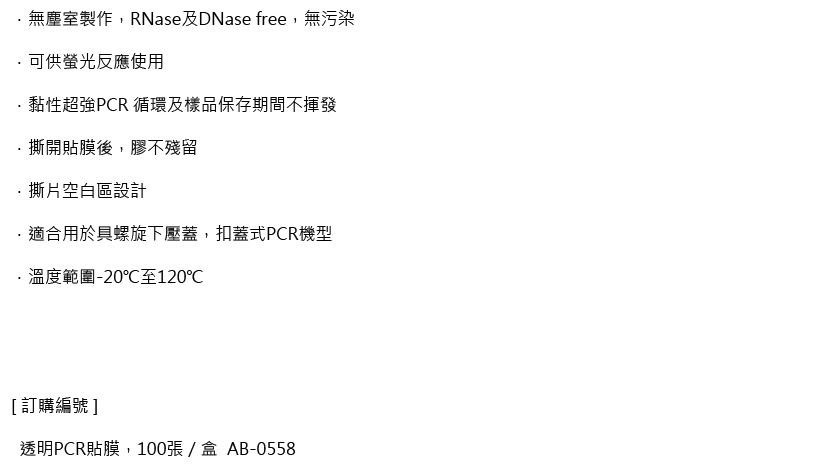 ．無塵室製作，RNase及DNase free，無污染
．可供螢光反應使用
．黏性超強PCR 循環及樣品保存期間不揮發
．撕開貼膜後，膠不殘留
．撕片空白區設計
．適合用於具螺旋下壓蓋，扣蓋式PCR機型
．溫度範圍-20℃至120℃
[ 訂購編號 ]
透明PCR貼膜，100張 / 盒  AB-0558